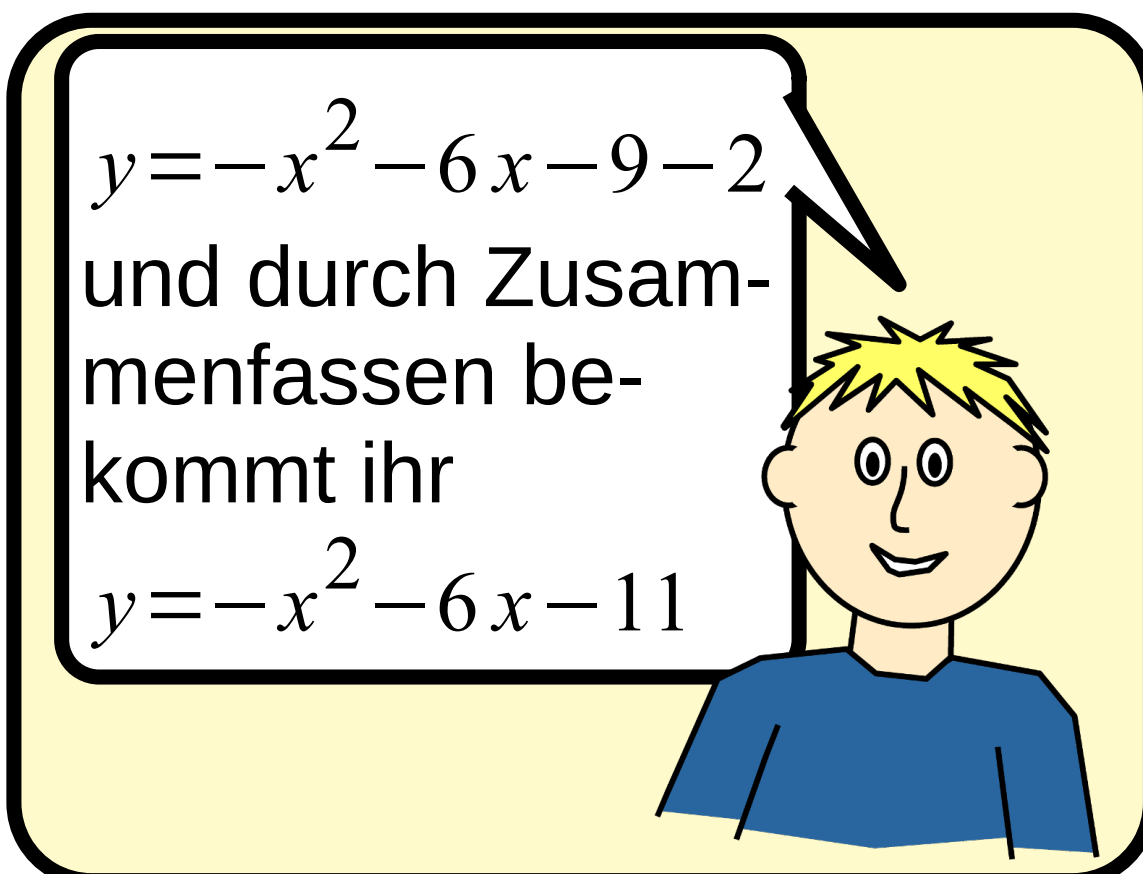 y=−x²−6x−9−2
und durch Zusam-
menfassen be-
kommt ihr
y=−x²−6x−11